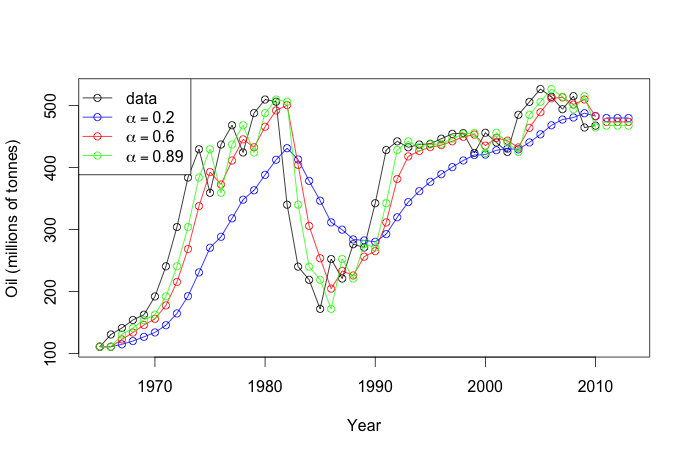 data
α = 0.2
α = 0.6
α = 0.89
Oil (millions of tonnes)
500
400
300
200
100
1970 1980 1990 2000 2010
Year